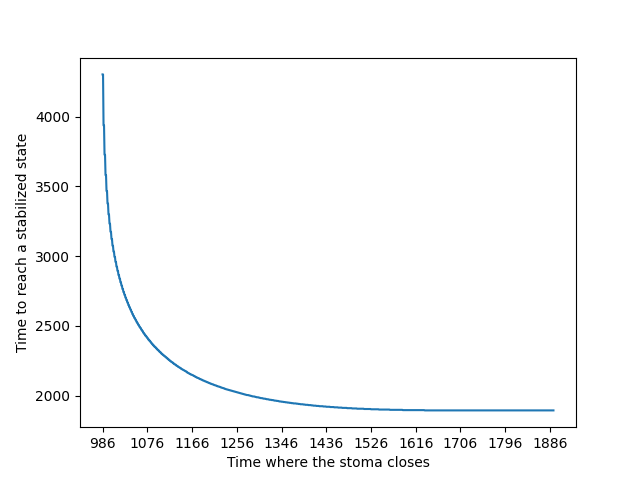 Time to reach a stabilized state
4000
3500
3000
2500
2000
986 1076 1166 1256 1346 1436 1526 1616 1706 1796 1886
Time where the stoma closes